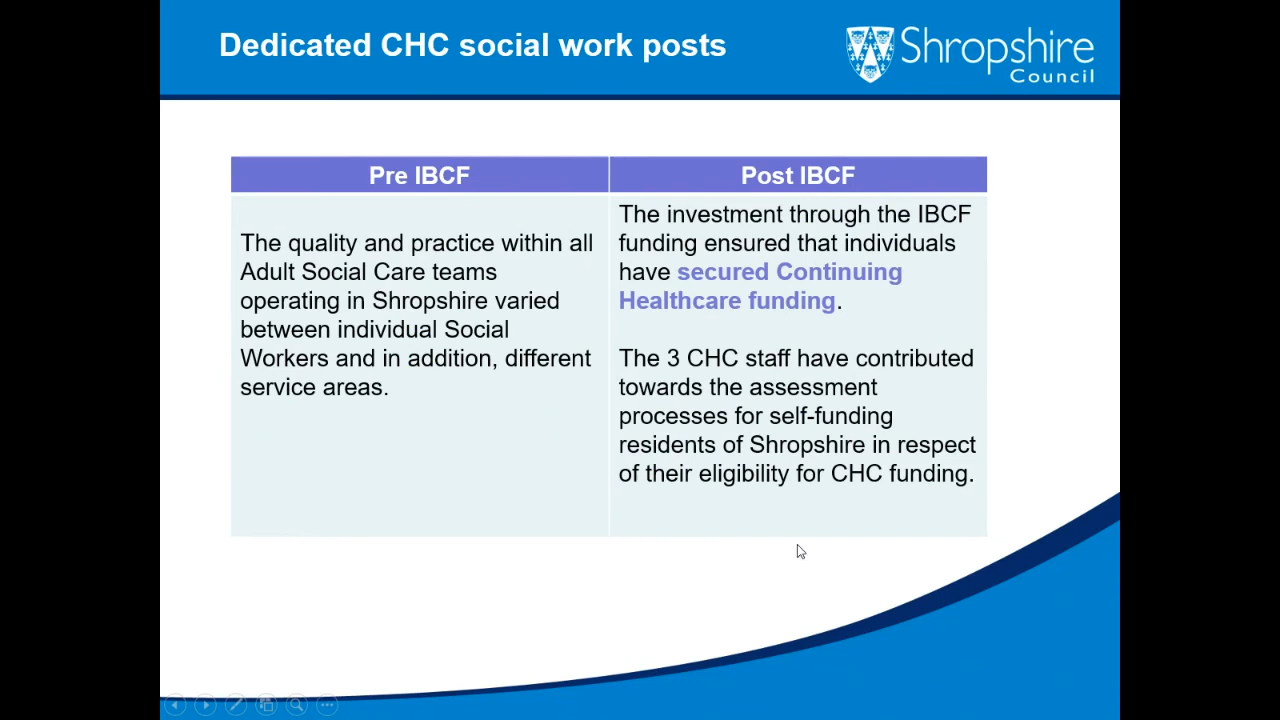 Dedicated CHC social work posts
Shropshire
Council
Pre IBCF
Post IBCF
The quality and practice within all
Adult Social Care teams
operating in Shropshire varied
between individual Social
Workers and in addition, different
service areas.
The investment through the IBCF
funding ensured that individuals
have secured Continuing
Healthcare funding.
The 3 CHC staff have contributed
towards the assessment
processes for self-funding
residents of Shropshire in respect
of their eligibility for CHC funding.